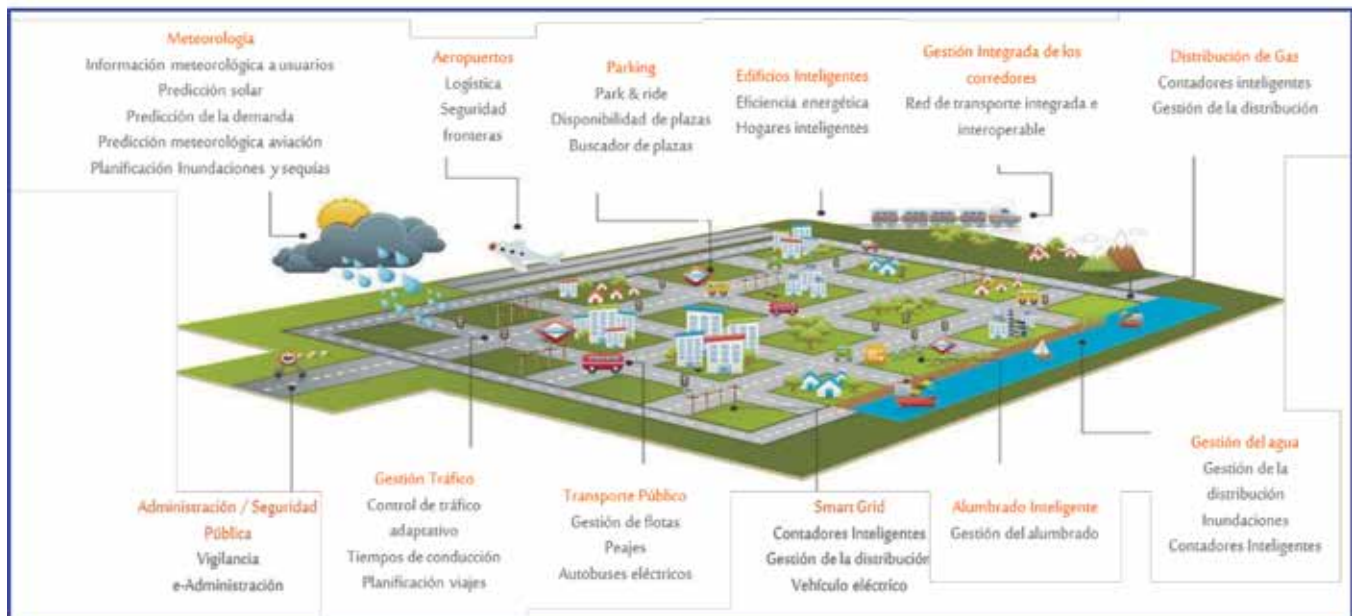 Meteorología
Información meteorológica a usuarios
Predicción solar
Predicción de la demanda
Predicción meteorológica aviación
Planificación Inundaciones y sequías
Aeropuertos
Logística
Seguridad
fronteras
Parking
Park & ride
Disponibilidad de plazas
Buscador de plazas
Edificios Inteligentes
Eficiencia energética
Hogares inteligentes
Gestión Integrada de los
corredores
Red de transporte integrada e
interoperable
Distribución de Gas
Contadores inteligentes
Gestión de la distribución
Administración / Seguridad
Pública
Vigilancia
e-Administración
Gestión Tráfico
Control de tráfico
adaptativo
Tiempos de conducción
Planificación viajes
Transporte Público
Gestión de flotas
Peajes
Autobuses eléctricos
Smart Grid
Contadores Inteligentes
Gestión de la distribución
Vehículo eléctrico
Alumbrado Inteligente
Gestión del alumbrado
Gestión del agua
Gestión de la
distribución
Inundaciones
Contadores Inteligentes